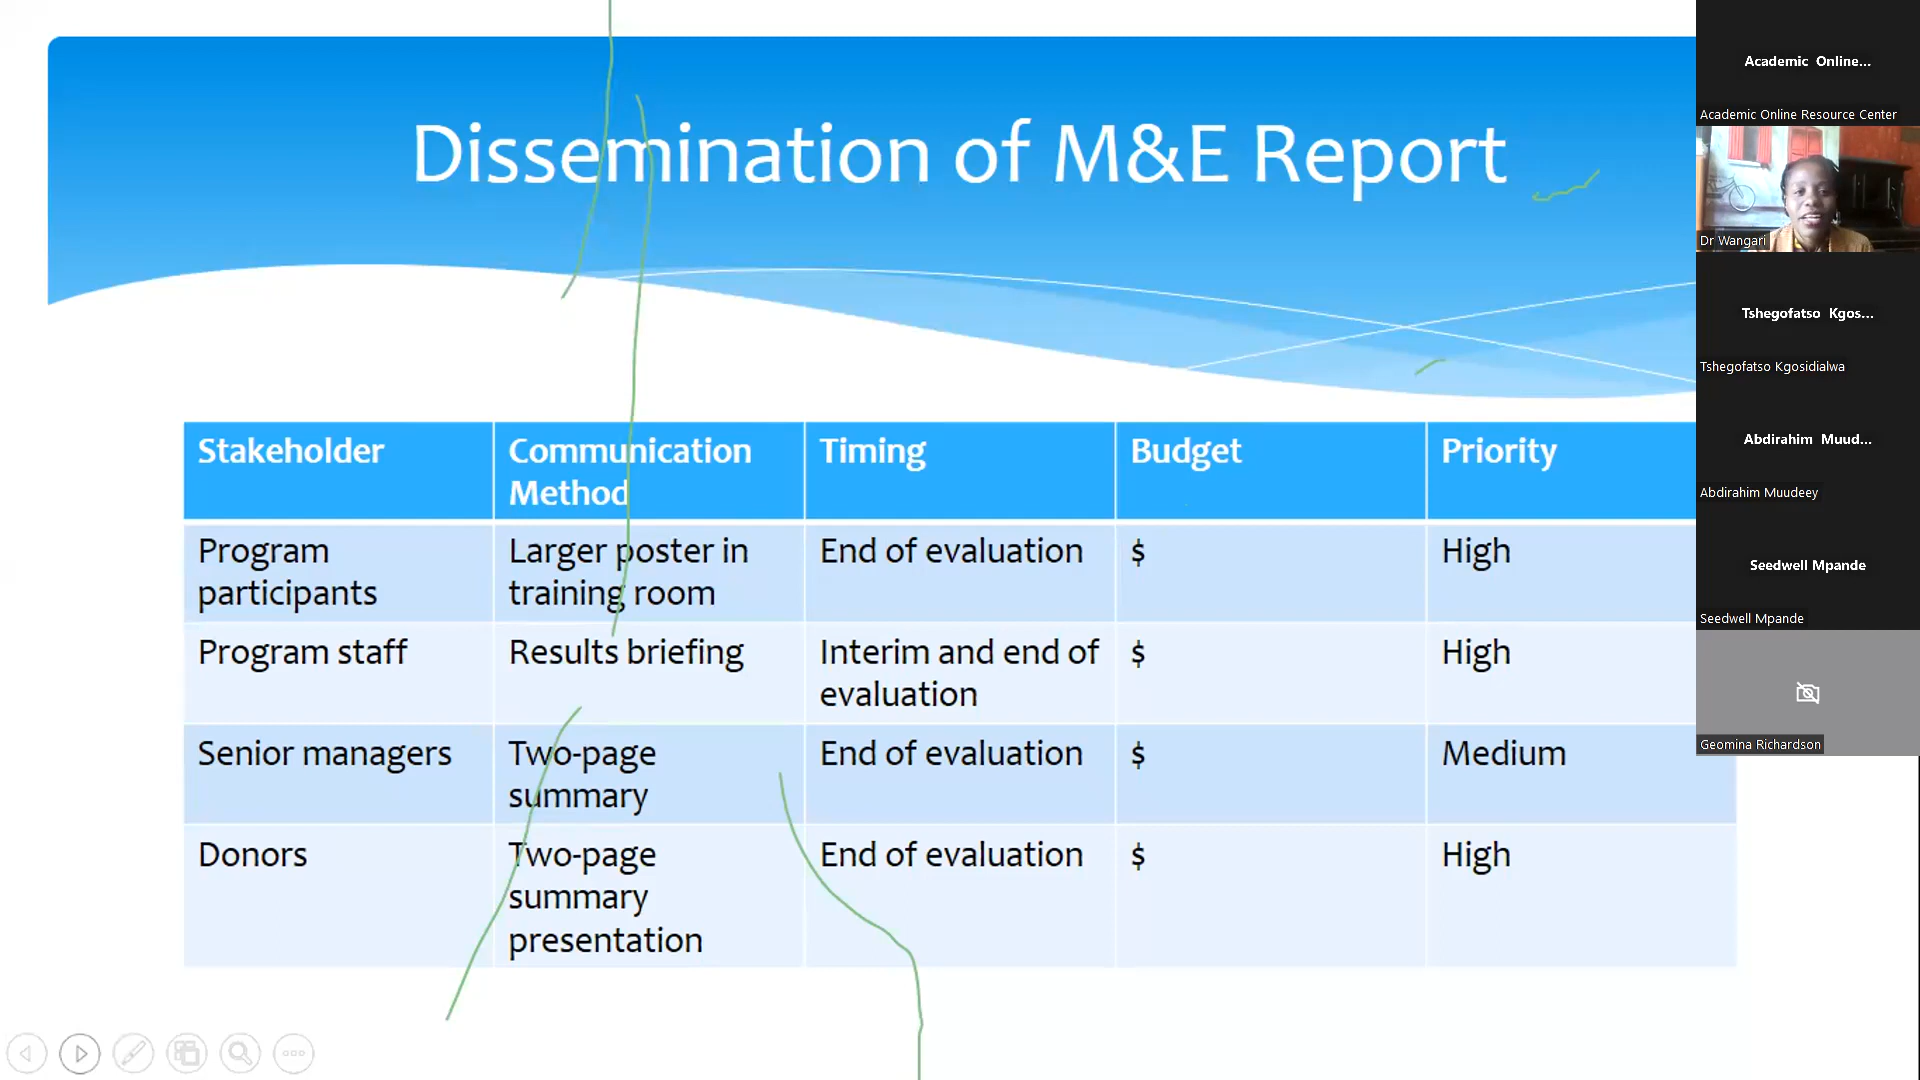 Dissemination of M&E Report
Stakeholder
Communication
Method
Timing
Budget
Priority
Program
participants
Larger poster in
training room
End of evaluation
$
High
Program staff
Results briefing
Interim and end of
evaluation
$
High
Senior managers
Two-page
summary
End of evaluation
$
Medium
Donors
Two-page
summary
presentation
End of evaluation
$
High
Academic Online...
Academic Online Resource Center
Dr Wangari
Tshegofatso Kgos...
Tshegofatso Kgosidialwa
Abdirahim Muud...
Abdirahim Muudeey
Seedwell Mpande
Seedwell Mpande
Geomina Richardson